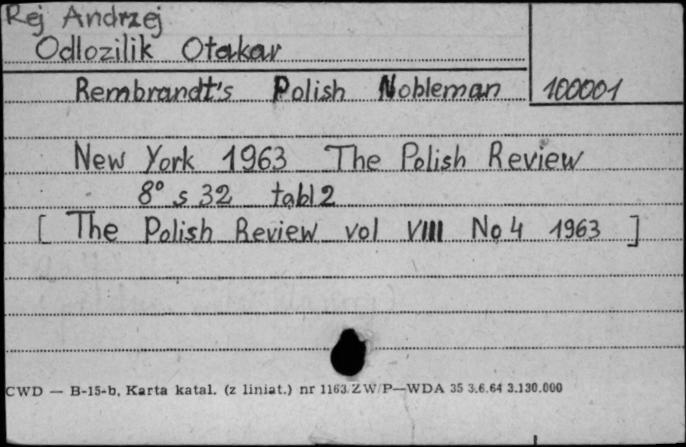 Rej Andrzej
Odlozilik Otakar
Rembrandt's Polish Nobleman 100001
New York 1963 The Polish Review
8° s 32 tabl 2
[ The Polish Review vol VIII No 4 1963 ]
CWD — B-15-b, Karta katal. (z liniat.) nr 1163 ZW/P—WDA 35 3.6.64 3.130.000